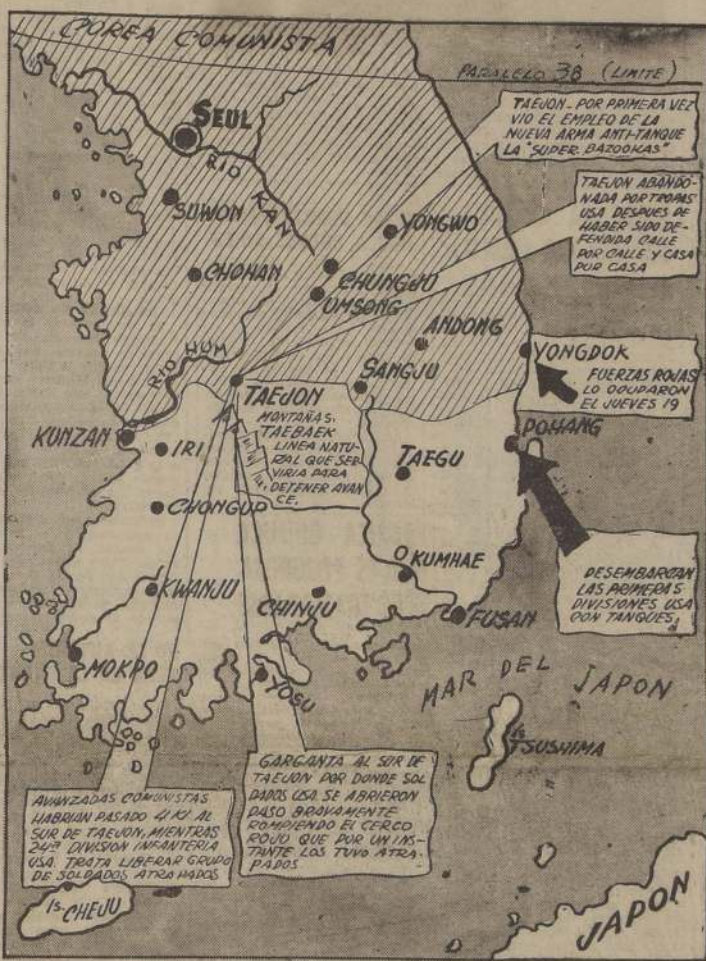 COREA COMUNISTA
PARALELO 38 (LIMITE)
SEUL
RIO KAN
SUWON
CHOHAN
YONGWO
CHUNGJU
UMSONG
ANDONG
SANGJU
RIO HUM
TAEJON - POR PRIMERA VEZ
VIO EL EMPLEO DE LA
NUEVA ARMA ANTI-TANQUE
LA "SUPER. BAZOOKAS"
TAEJON ABANDO-
NADA POR TROPAS
USA DESPUES DE
HABER SIDO DE-
FENDIDA CALLE
POR CALLE Y CASA
POR CASA
YONGDOK
FUERZAS ROJAS
LO OCUPARON
EL JUEVES 19
TAEJON
MONTAÑAS.
TAEBAEK
LINEA NATU-
RAL QUE SER-
VIRIA PARA
DETENER AVAN
CE.
KUNZAN
IRI
CHONGUP
KWANJU
MOKPO
TAEGU
POHANG
KUMHAE
CHINJU
FUSAN
YOSU
DESEMBARCAN
LAS PRIMERAS
DIVISIONES USA
CON TANQUES
MAR DEL JAPON
Is
TSUSHIMA
AVANZADAS COMUNISTAS
HABRIAN PASADO 4 KI AL
SUR DE TAEJON, MIENTRAS
24ª DIVISION INFANTERIA
USA. TRATA LIBERAR GRUPO
DE SOLDADOS ATRAPADOS
GARGANTA AL SUR DE
TAEJON POR DONDE SOL
DADOS USA SE ABRIERON
PASO BRAVAMENTE
ROMPIENDO EL CERCO
ROJO QUE POR UN INS-
TANTE LOS TUVO ATRA-
PADOS
Is. CHEJU
JAPON